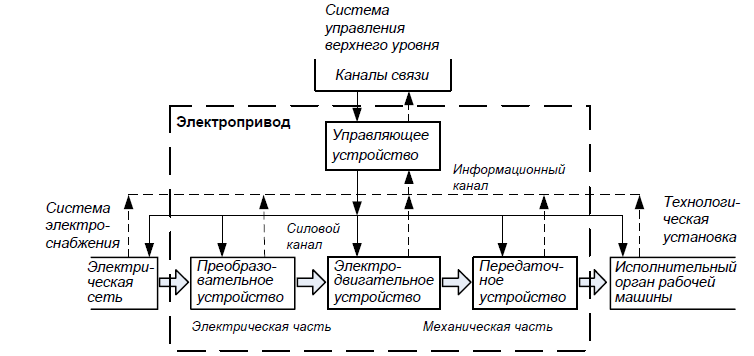 Система
управления
верхнего уровня
Каналы связи
Электропривод
Управляющее
устройство
Информационный
канал
Система
электро-
снабжения
Силовой
канал
Технологи-
ческая
установка
Электри-
ческая
сеть
Преобразо-
вательное
устройство
Электро-
двигательное
устройство
Передаточ-
ное
устройство
Исполнительный
орган рабочей
машины
Электрическая часть
Механическая часть